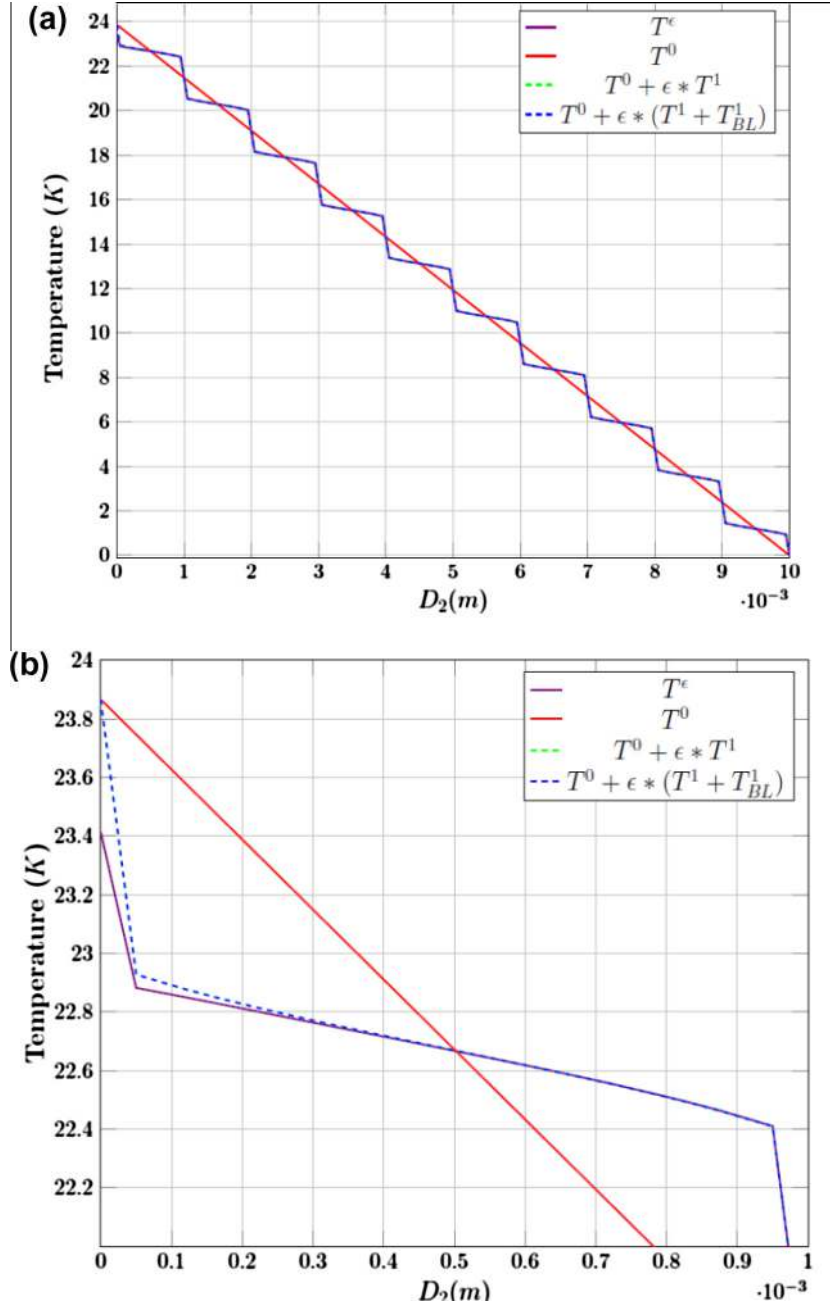 (a)
24
22
20
18
16
14
12
10
8
6
4
2
0
Temperature (K)
T^ϵ
T^0
T^0 + ϵ * T^1
T^0 + ϵ * (T^1 + T^1_{BL})
0 1 2 3 4 5 6 7 8 9 10
D_2(m)
·10^{−3}
(b)
24
23.8
23.6
23.4
23.2
23
22.8
22.6
22.4
22.2
Temperature (K)
T^ϵ
T^0
T^0 + ϵ * T^1
T^0 + ϵ * (T^1 + T^1_{BL})
0 0.1 0.2 0.3 0.4 0.5 0.6 0.7 0.8 0.9 1
D_2(m)
·10^{−3}